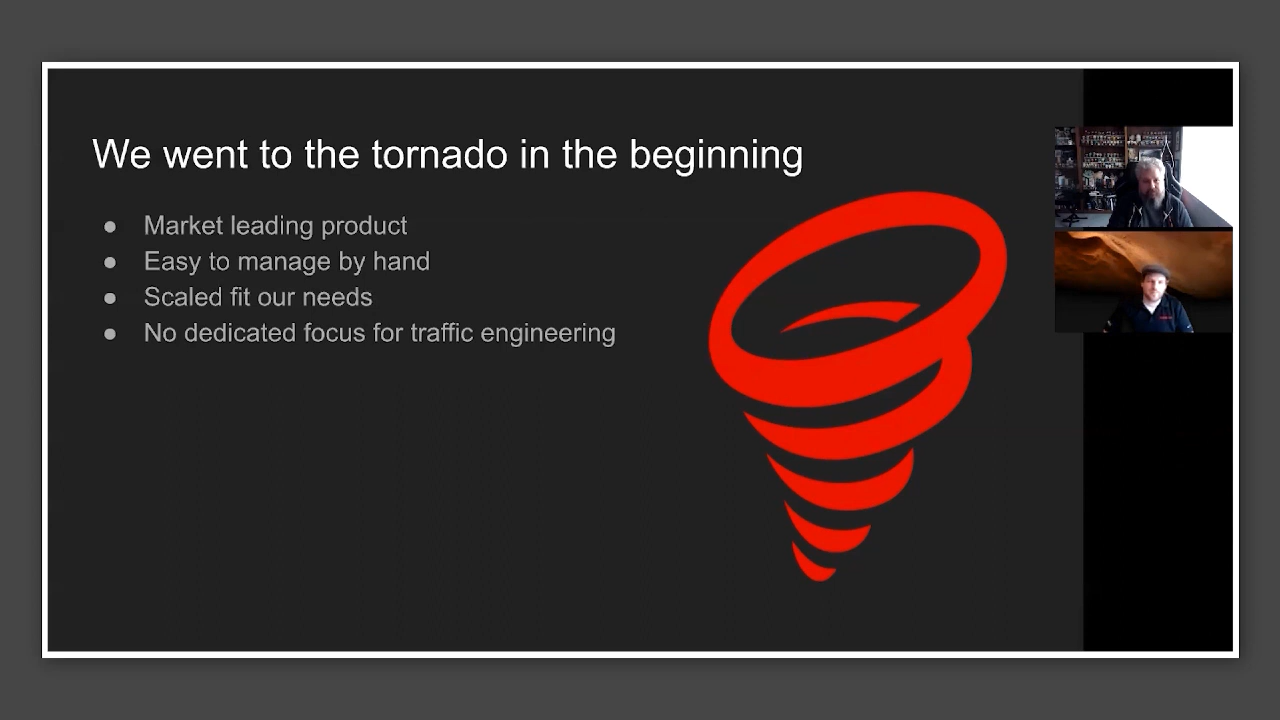 We went to the tornado in the beginning
● Market leading product
● Easy to manage by hand
● Scaled fit our needs
● No dedicated focus for traffic engineering